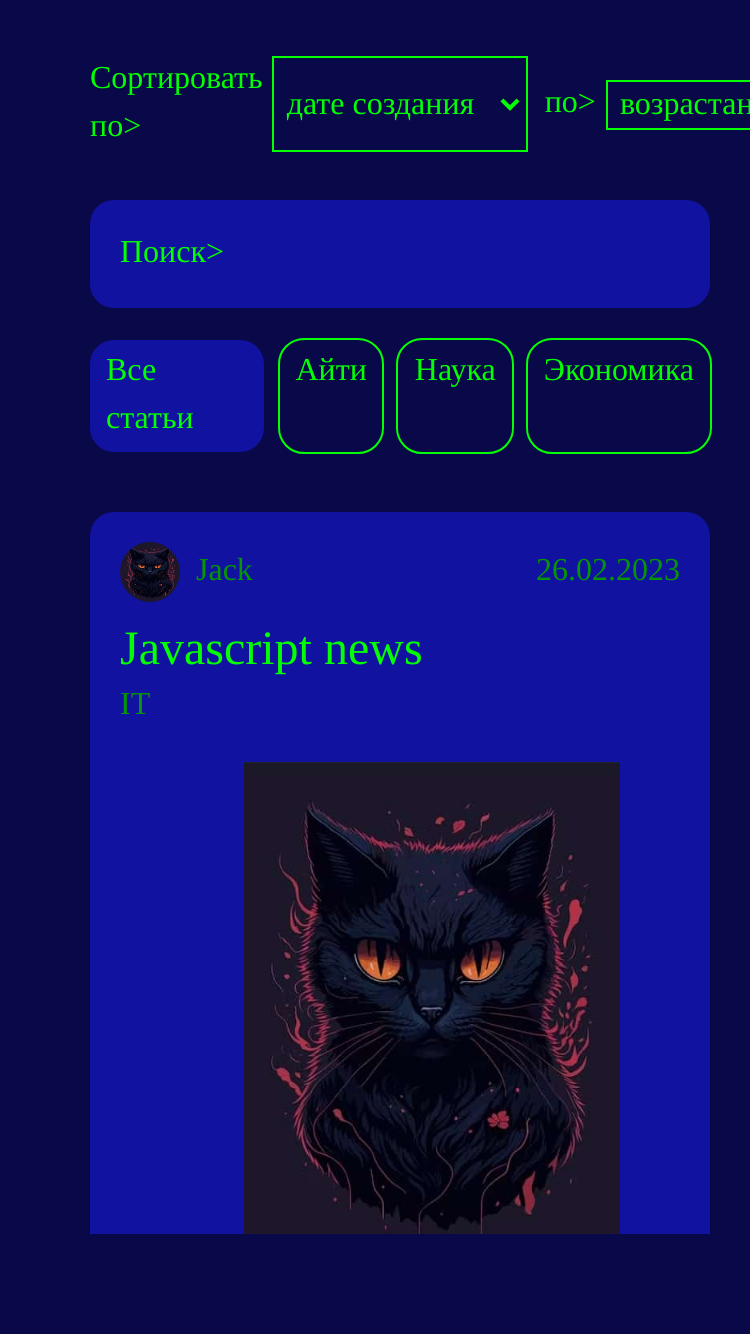 Сортировать по> дате создания по> возрастан
Поиск>
Все статьи Айти Наука Экономика
Jack 26.02.2023
Javascript news
IT